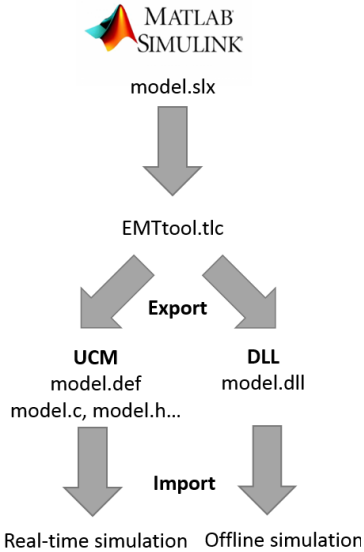 MATLAB
SIMULINK®
model.slx
EMTtool.tlc
Export
UCM
model.def
model.c, model.h...
DLL
model.dll
Import
Real-time simulation
Offline simulation